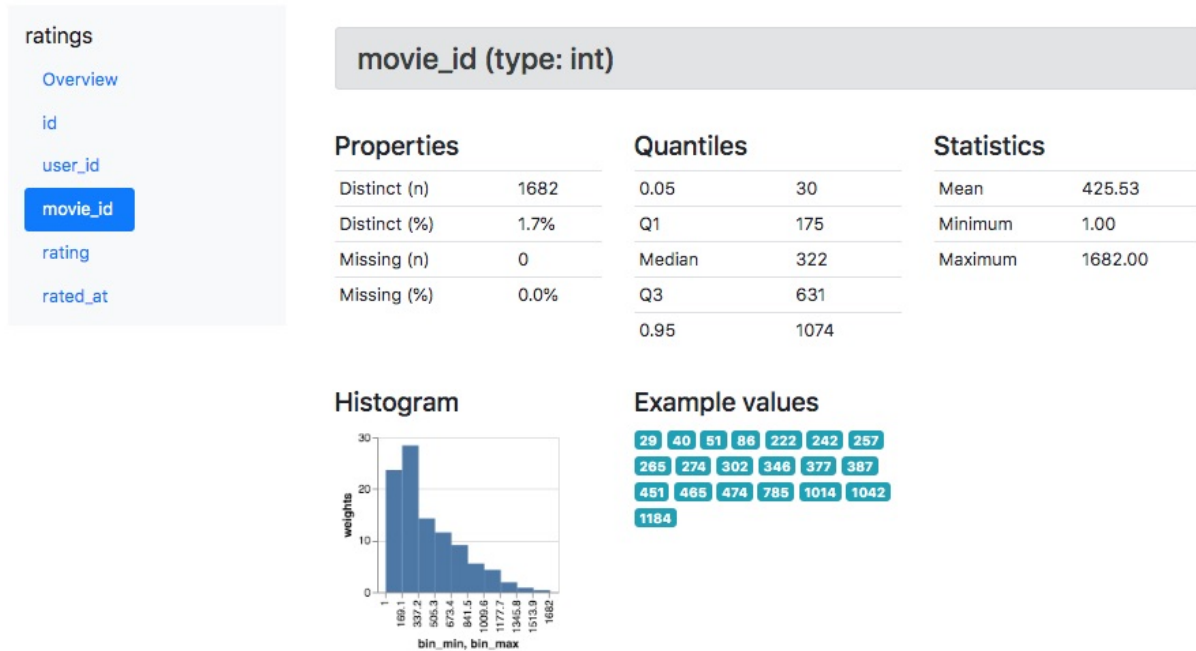 ratings
Overview
id
user_id
movie_id
rating
rated_at
movie_id (type: int)
Properties
Distinct (n) 1682
Distinct (%) 1.7%
Missing (n) 0
Missing (%) 0.0%
Quantiles
0.05 30
Q1 175
Median 322
Q3 631
0.95 1074
Statistics
Mean 425.53
Minimum 1.00
Maximum 1682.00
Histogram
30
20
10
0
weights
1
169.1
337.2
505.3
673.4
841.5
1009.6
1177.7
1345.8
1513.9
1682
bin_min, bin_max
Example values
29 40 51 86 222 242 257
265 274 302 346 377 387
451 465 474 785 1014 1042
1184